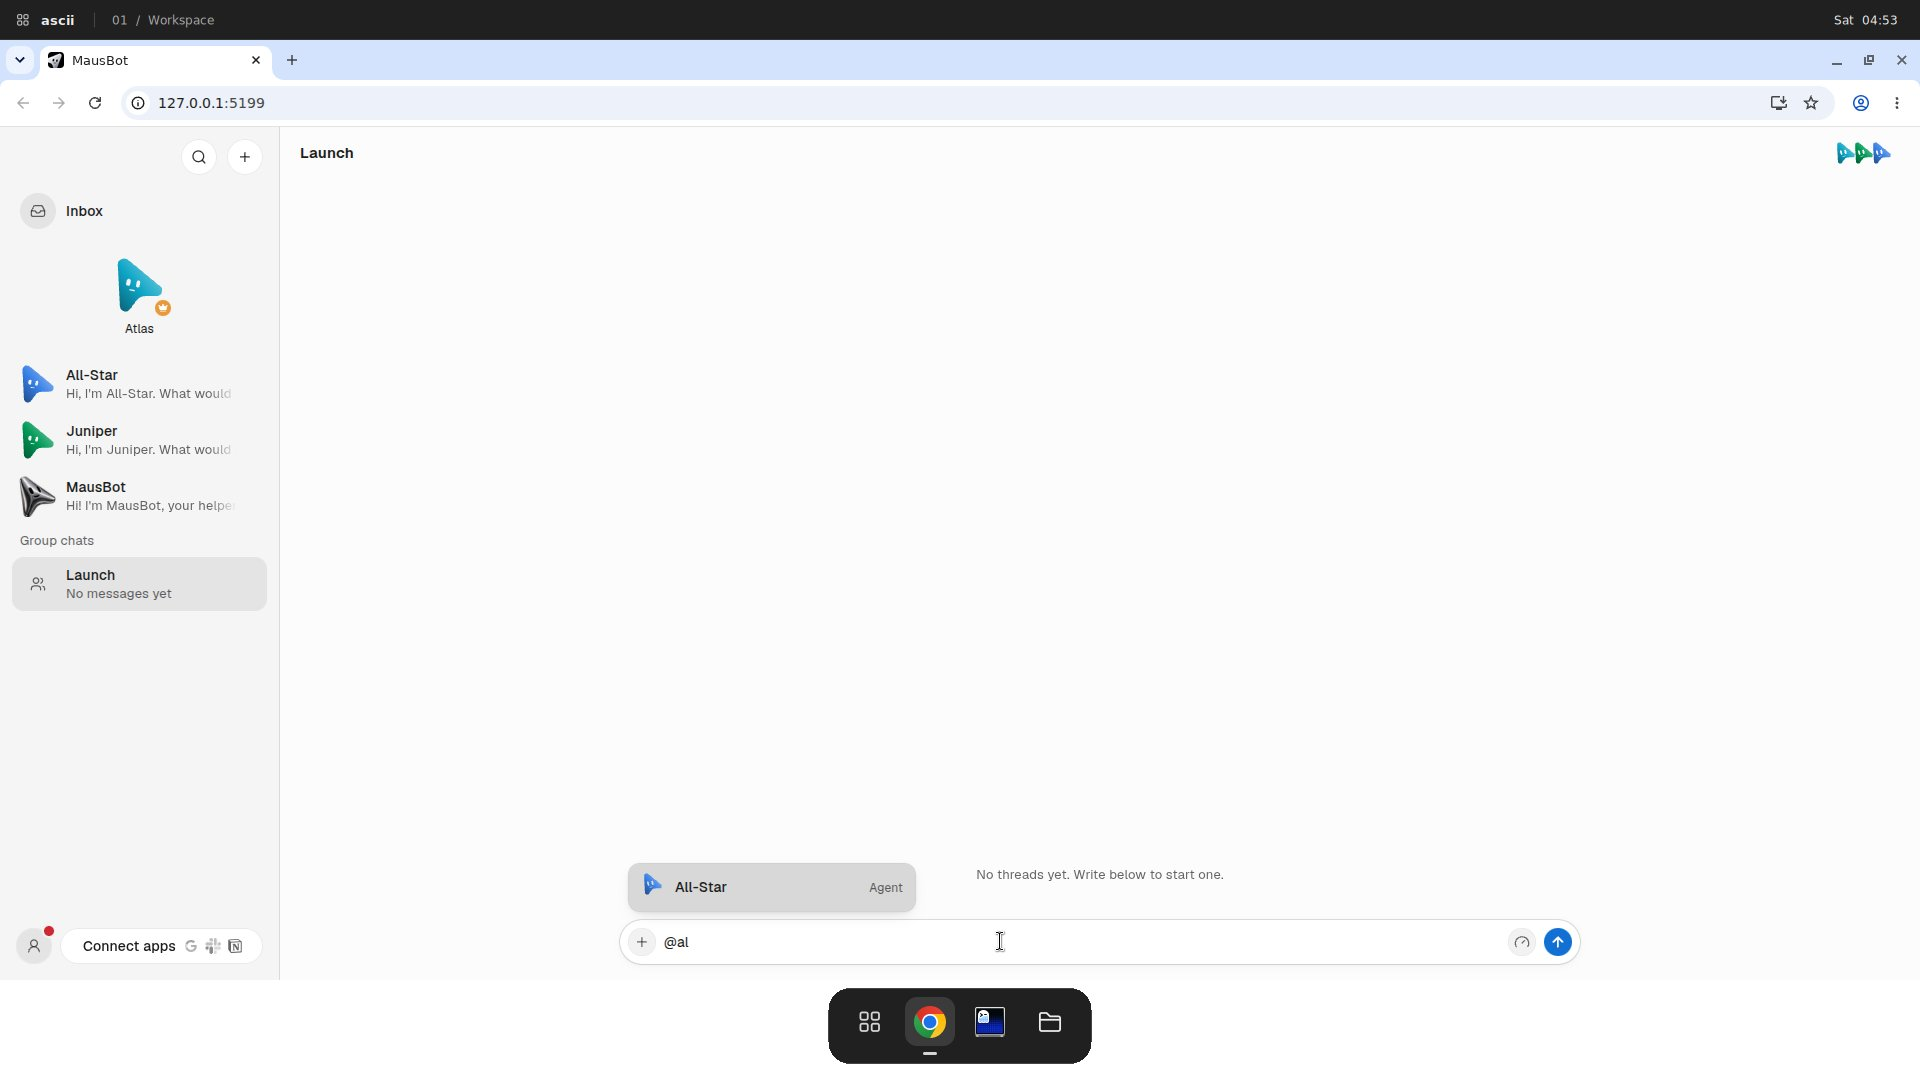 ascii 01 / Workspace Sat 04:53
MausBot
127.0.0.1:5199
Launch
Inbox
Atlas
All-Star
Hi, I'm All-Star. What would
Juniper
Hi, I'm Juniper. What would
MausBot
Hi! I'm MausBot, your helper
Group chats
Launch
No messages yet
No threads yet. Write below to start one.
All-Star Agent
@al
Connect apps